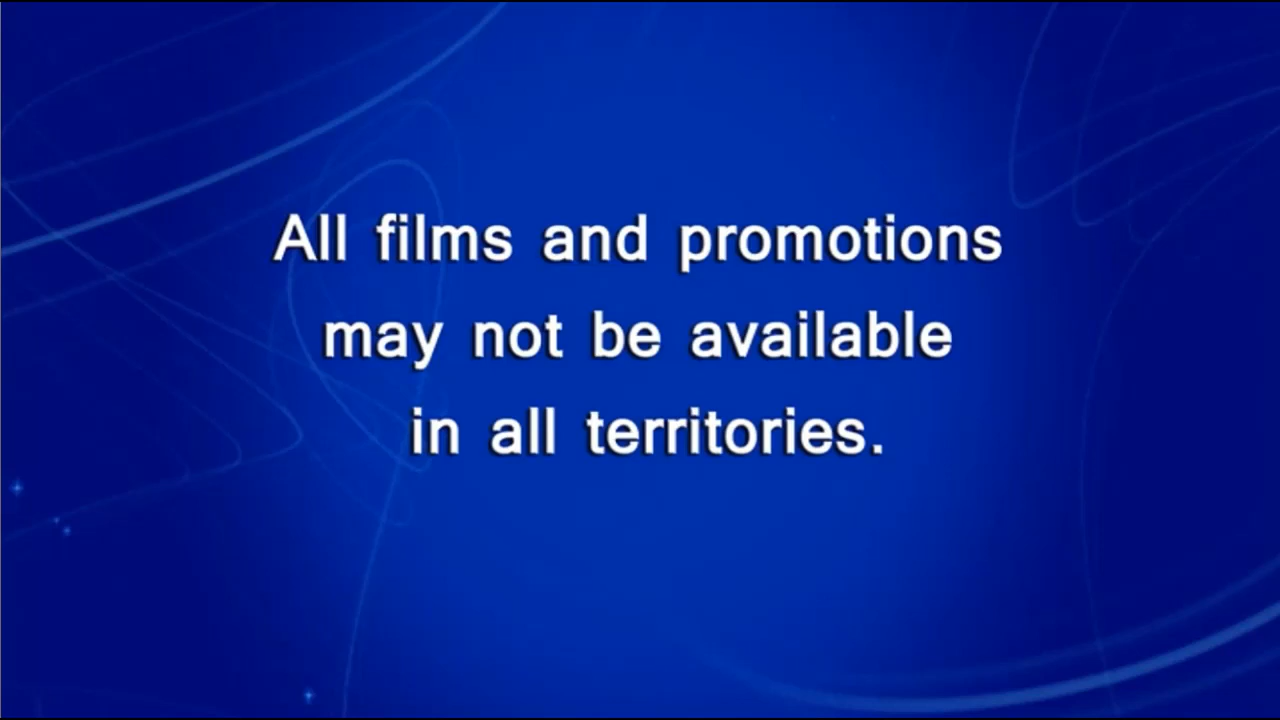 All films and promotions
may not be available
in all territories.